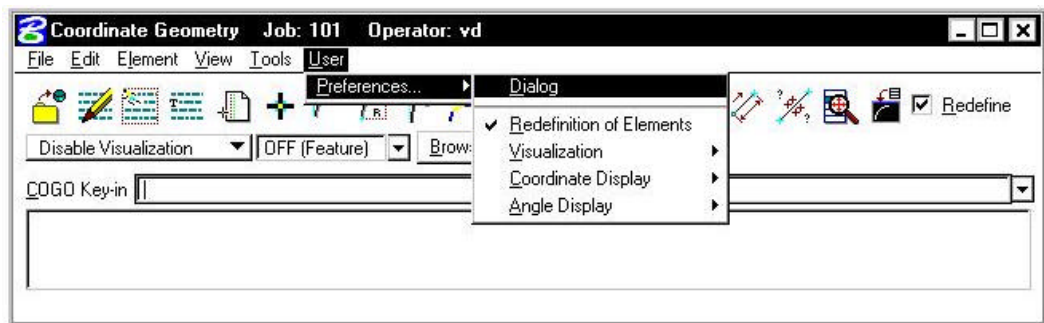 Coordinate Geometry Job: 101 Operator: vd
File Edit Element View Tools User
Preferences... Dialog
Redefine
Redefinition of Elements
Disable Visualization OFF (Feature) Visualization
COGO Key-in Coordinate Display
Angle Display